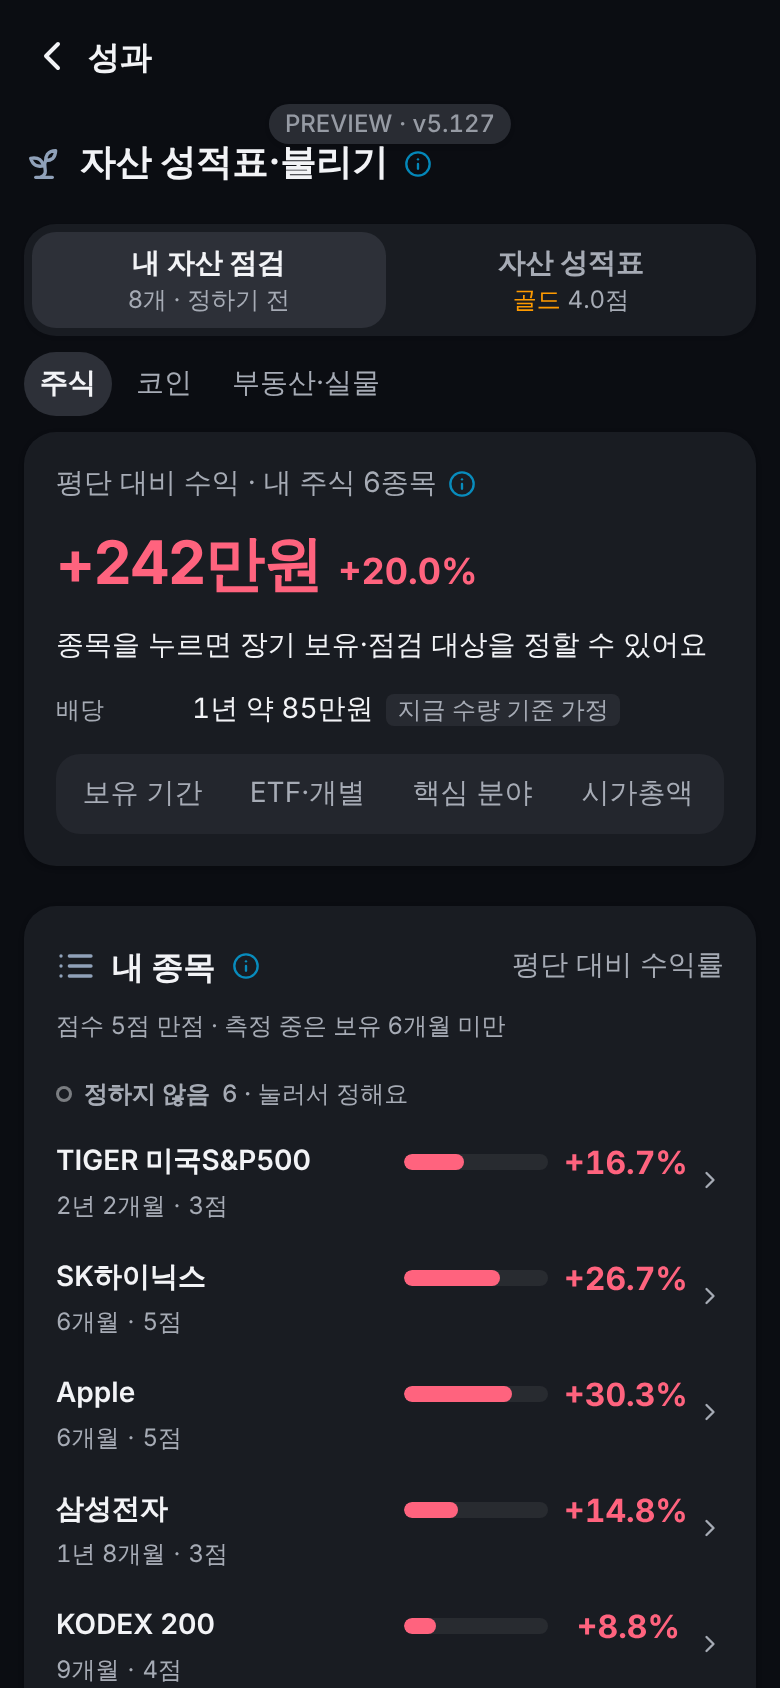 성과
PREVIEW · v5.127
자산 성적표·불리기
내 자산 점검
8개 · 정하기 전
자산 성적표
골드 4.0점
주식 코인 부동산·실물
평단 대비 수익 · 내 주식 6종목
+242만원 +20.0%
종목을 누르면 장기 보유·점검 대상을 정할 수 있어요
배당 1년 약 85만원 지금 수량 기준 가정
보유 기간 ETF·개별 핵심 분야 시가총액
내 종목 평단 대비 수익률
점수 5점 만점 · 측정 중은 보유 6개월 미만
정하지 않음 6 · 눌러서 정해요
TIGER 미국S&P500 +16.7%
2년 2개월 · 3점
SK하이닉스 +26.7%
6개월 · 5점
Apple +30.3%
6개월 · 5점
삼성전자 +14.8%
1년 8개월 · 3점
KODEX 200 +8.8%
9개월 · 4점